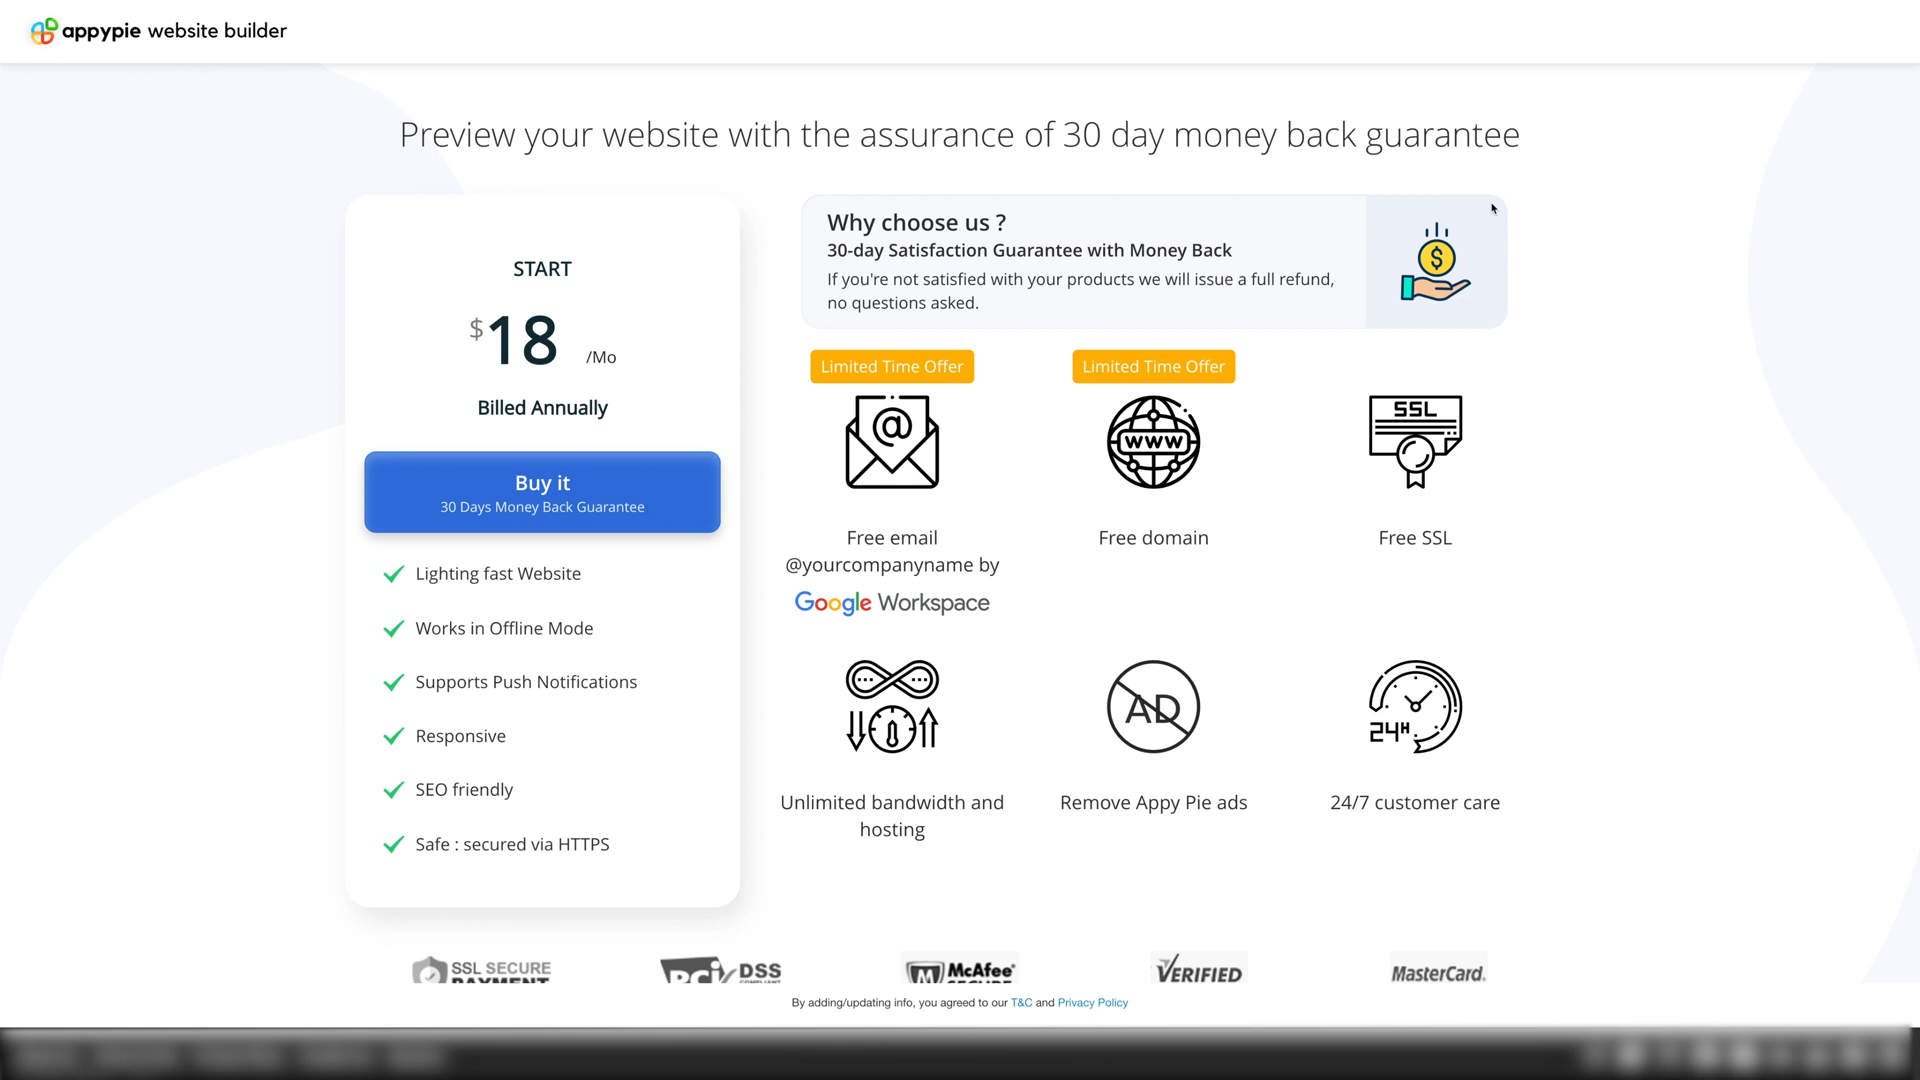 appypie website builder
Preview your website with the assurance of 30 day money back guarantee
START
$18 /Mo
Billed Annually
Buy it
30 Days Money Back Guarantee
Lighting fast Website
Works in Offline Mode
Supports Push Notifications
Responsive
SEO friendly
Safe : secured via HTTPS
Why choose us ?
30-day Satisfaction Guarantee with Money Back
If you're not satisfied with your products we will issue a full refund,
no questions asked.
Limited Time Offer
@
Free email
@yourcompanyname by
Google Workspace
Limited Time Offer
WWW
Free domain
SSL
Free SSL
Unlimited bandwidth and
hosting
AD
Remove Appy Pie ads
24H
24/7 customer care
SSL SECURE
PAYMENT
PCI DSS
COMPLIANT
McAfee
SECURE
VERIFIED
MasterCard.
By adding/updating info, you agreed to our T&C and Privacy Policy